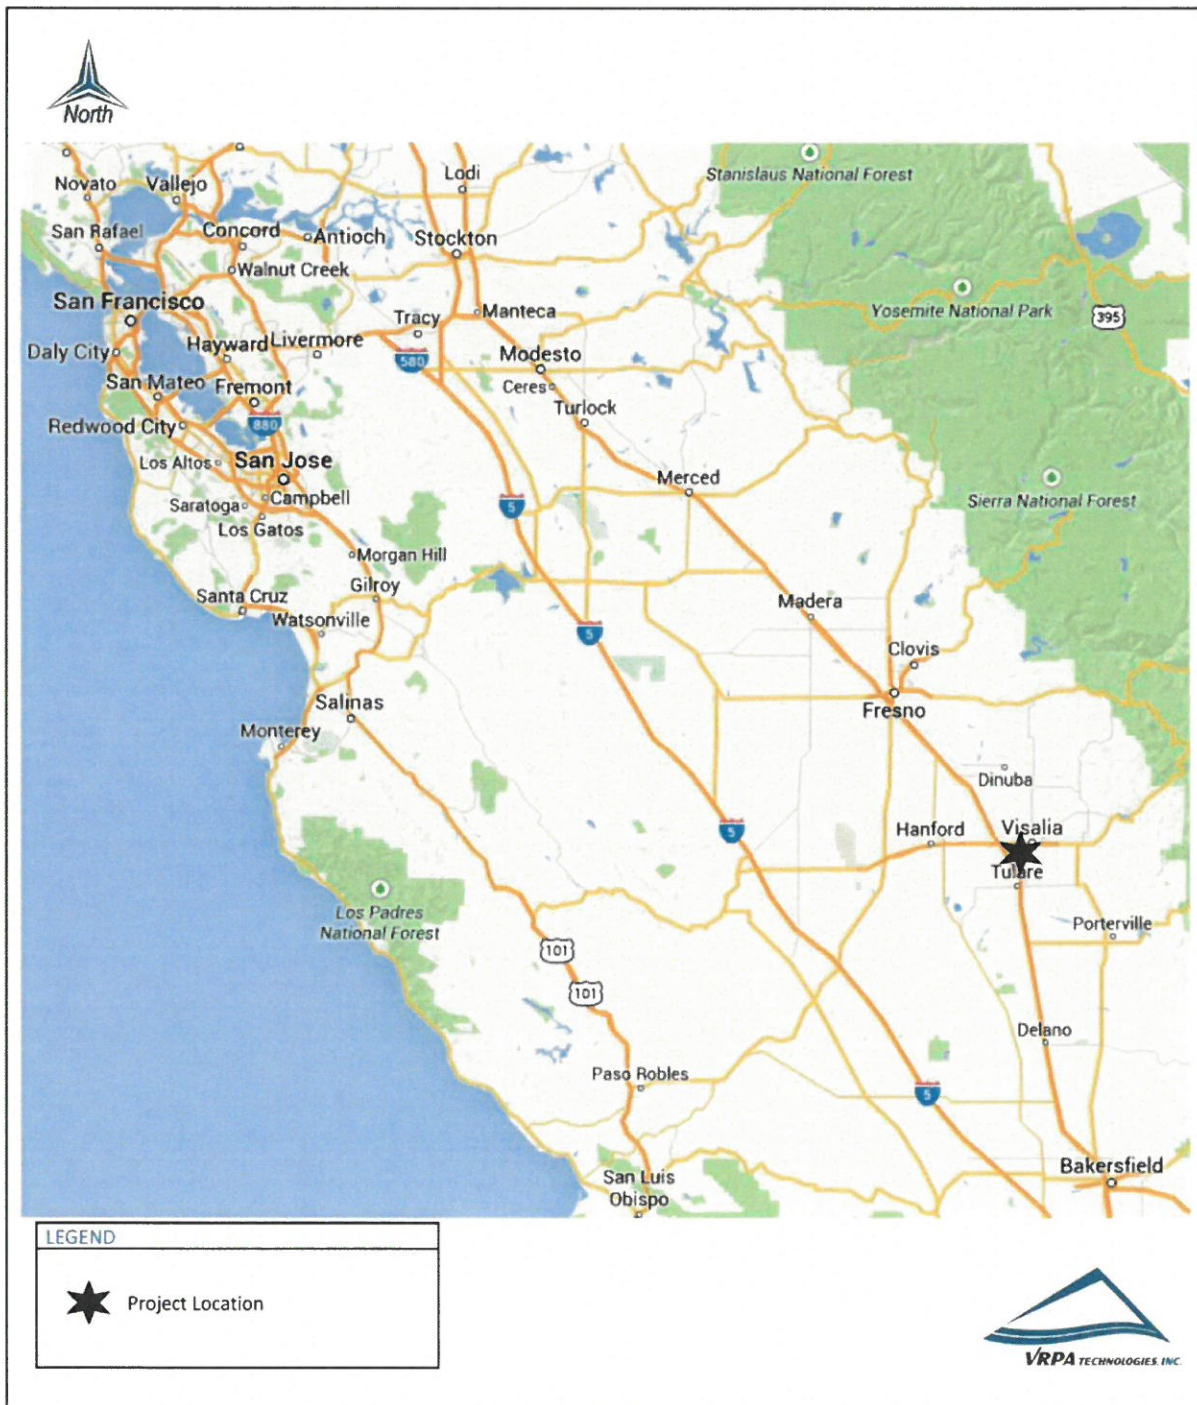 North
Stanislaus National Forest
Lodi
Novato
Vallejo
San Rafael
Concord
Antioch
Stockton
Walnut Creek
San Francisco
Yosemite National Park
395
Tracy
Manteca
Daly City
Hayward
Livermore
580
Modesto
San Mateo
Fremont
Ceres
Turlock
Redwood City
880
Los Altos
San Jose
Merced
Saratoga
Campbell
Sierra National Forest
5
Los Gatos
Morgan Hill
Santa Cruz
Gilroy
Watsonville
Madera
5
Clovis
Salinas
Fresno
Monterey
Dinuba
5
Hanford
Visalia
Tulare
Los Padres
National Forest
Porterville
101
101
Delano
Paso Robles
5
Bakersfield
San Luis
Obispo
LEGEND
Project Location
VRPA TECHNOLOGIES, INC.